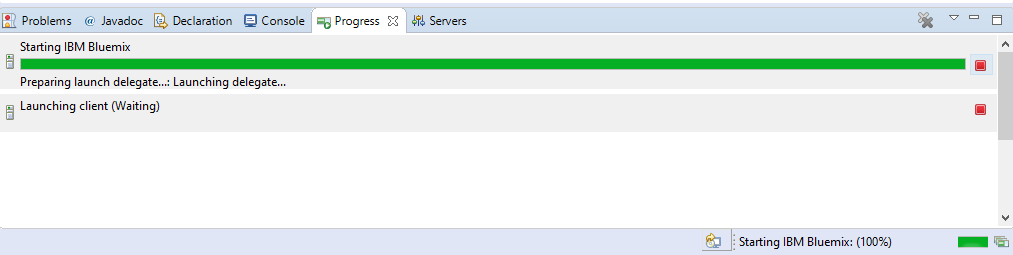 Problems Javadoc Declaration Console Progress Servers
Starting IBM Bluemix
Preparing launch delegate...: Launching delegate...
Launching client (Waiting)
Starting IBM Bluemix: (100%)